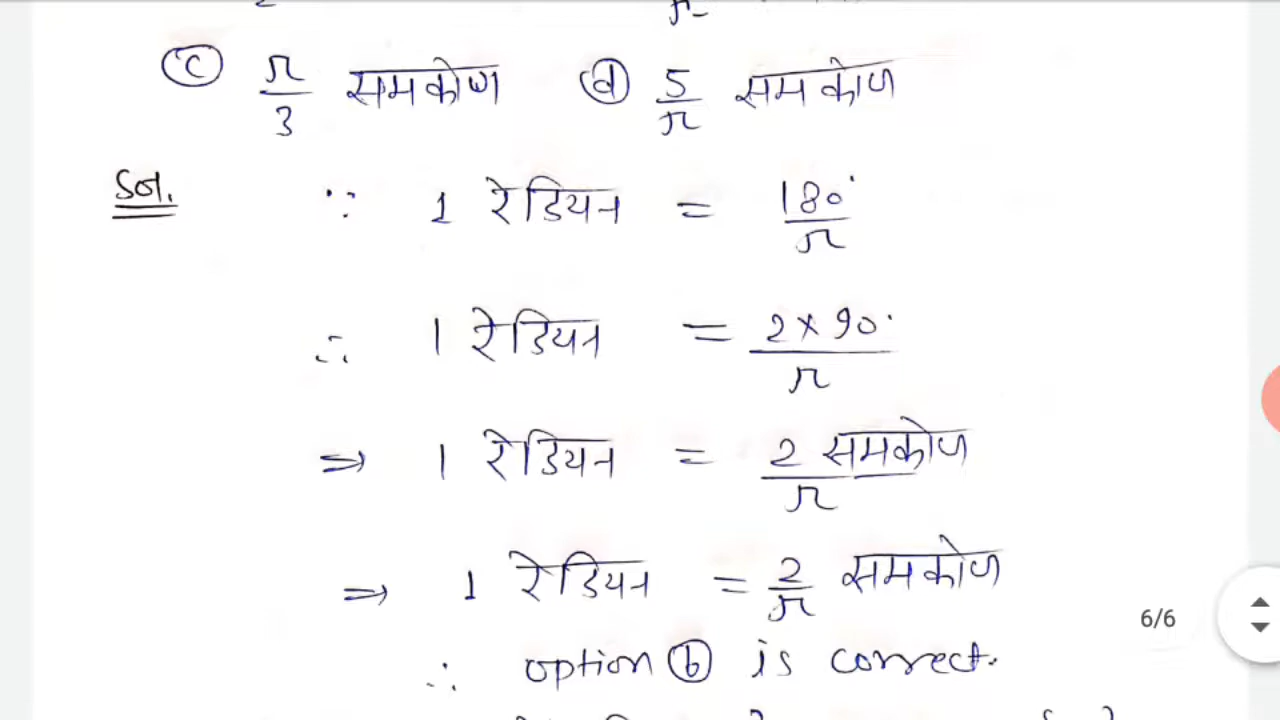 (c) π/3 समकोण (d) 5/π समकोण
Sol. ∵ 1 रेडियन = 180°/π
∴ 1 रेडियन = 2×90°/π
⇒ 1 रेडियन = 2 समकोण/π
⇒ 1 रेडियन = 2/π समकोण
6/6
∴ option (b) is correct.